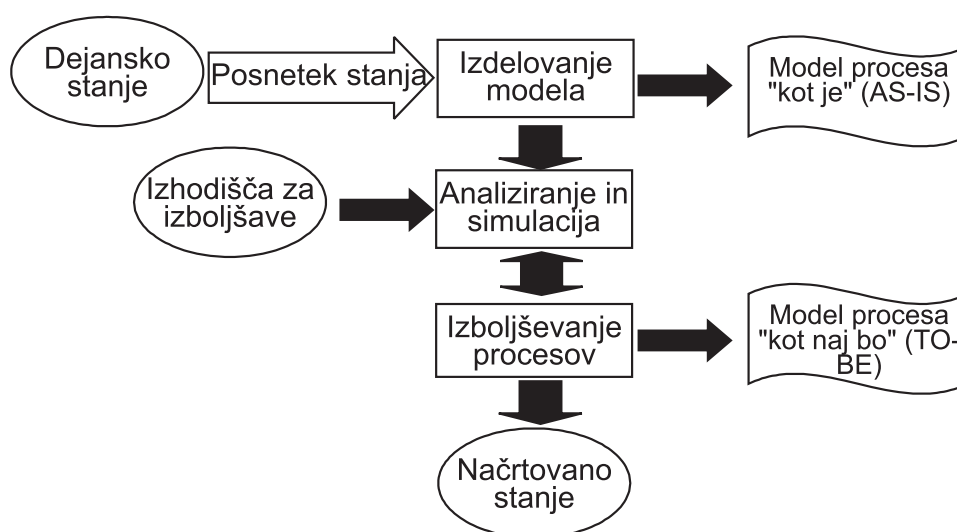 Dejansko
stanje
Posnetek stanja
Izdelovanje
modela
Model procesa
"kot je" (AS-IS)
Izhodišča za
izboljšave
Analiziranje in
simulacija
Izboljševanje
procesov
Model procesa
"kot naj bo" (TO-
BE)
Načrtovano
stanje